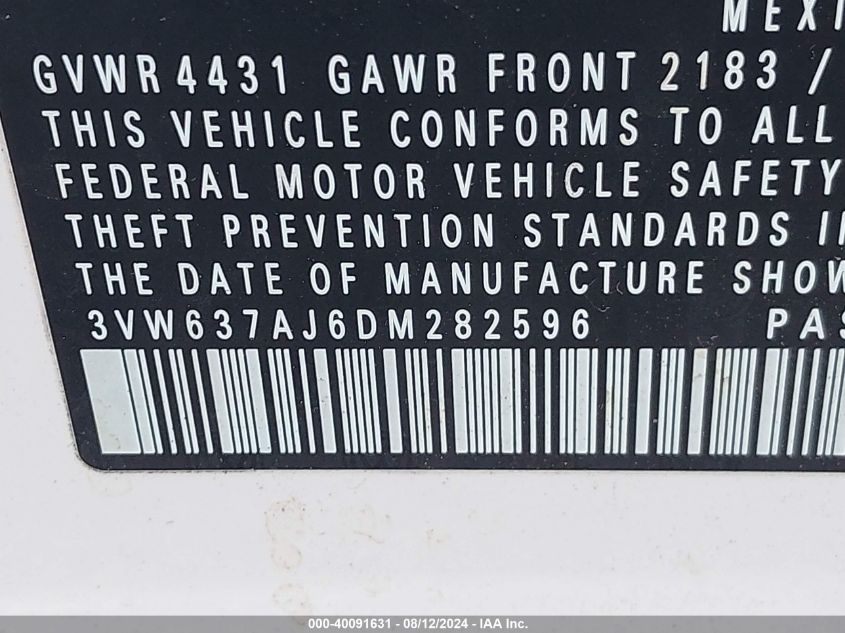 MEXI
GVWR 4431 GAWR FRONT 2183 /
THIS VEHICLE CONFORMS TO ALL
FEDERAL MOTOR VEHICLE SAFETY
THEFT PREVENTION STANDARDS I
THE DATE OF MANUFACTURE SHOW
3VW637AJ6DM282596 PAS
000-40091631 - 08/12/2024 - IAA Inc.